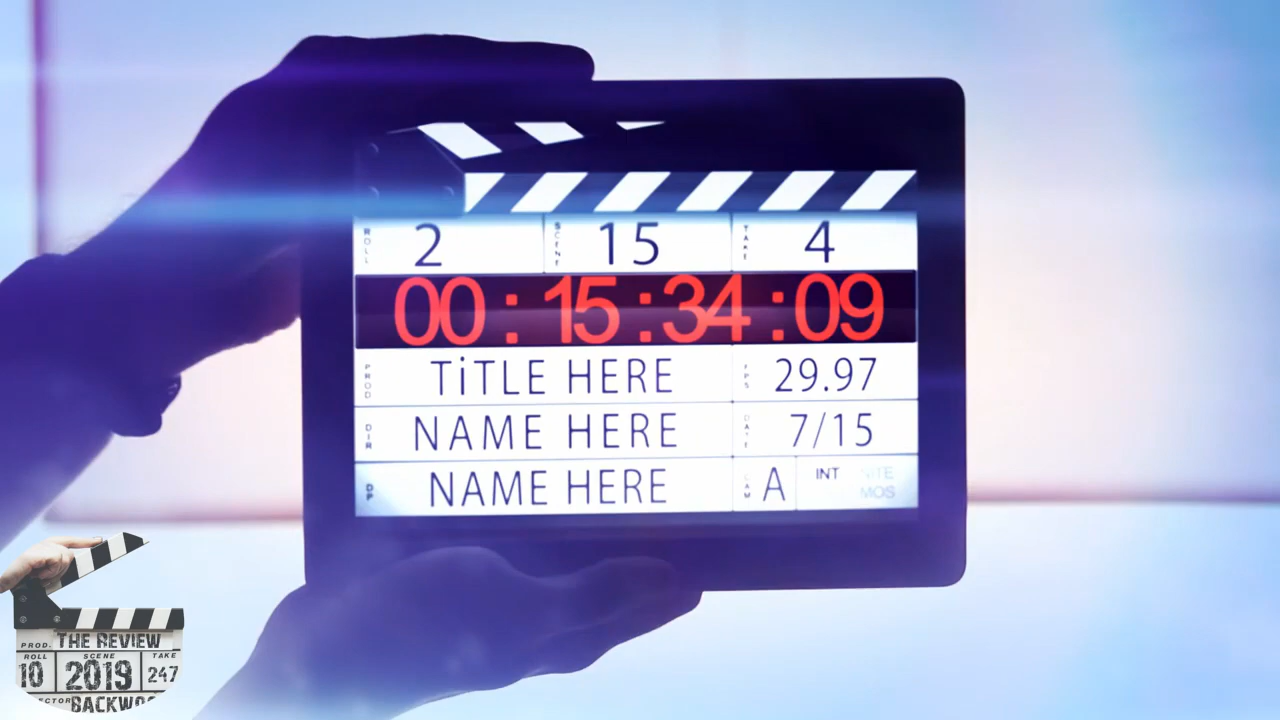 ROLL 2 SCENE 15 TAKE 4
00:15:34:09
PROD TiTLE HERE FPS 29.97
DIR NAME HERE DATE 7/15
DP NAME HERE CAM A INT NITE
MOS
PROD. THE REVIEW
ROLL SCENE TAKE
10 2019 247